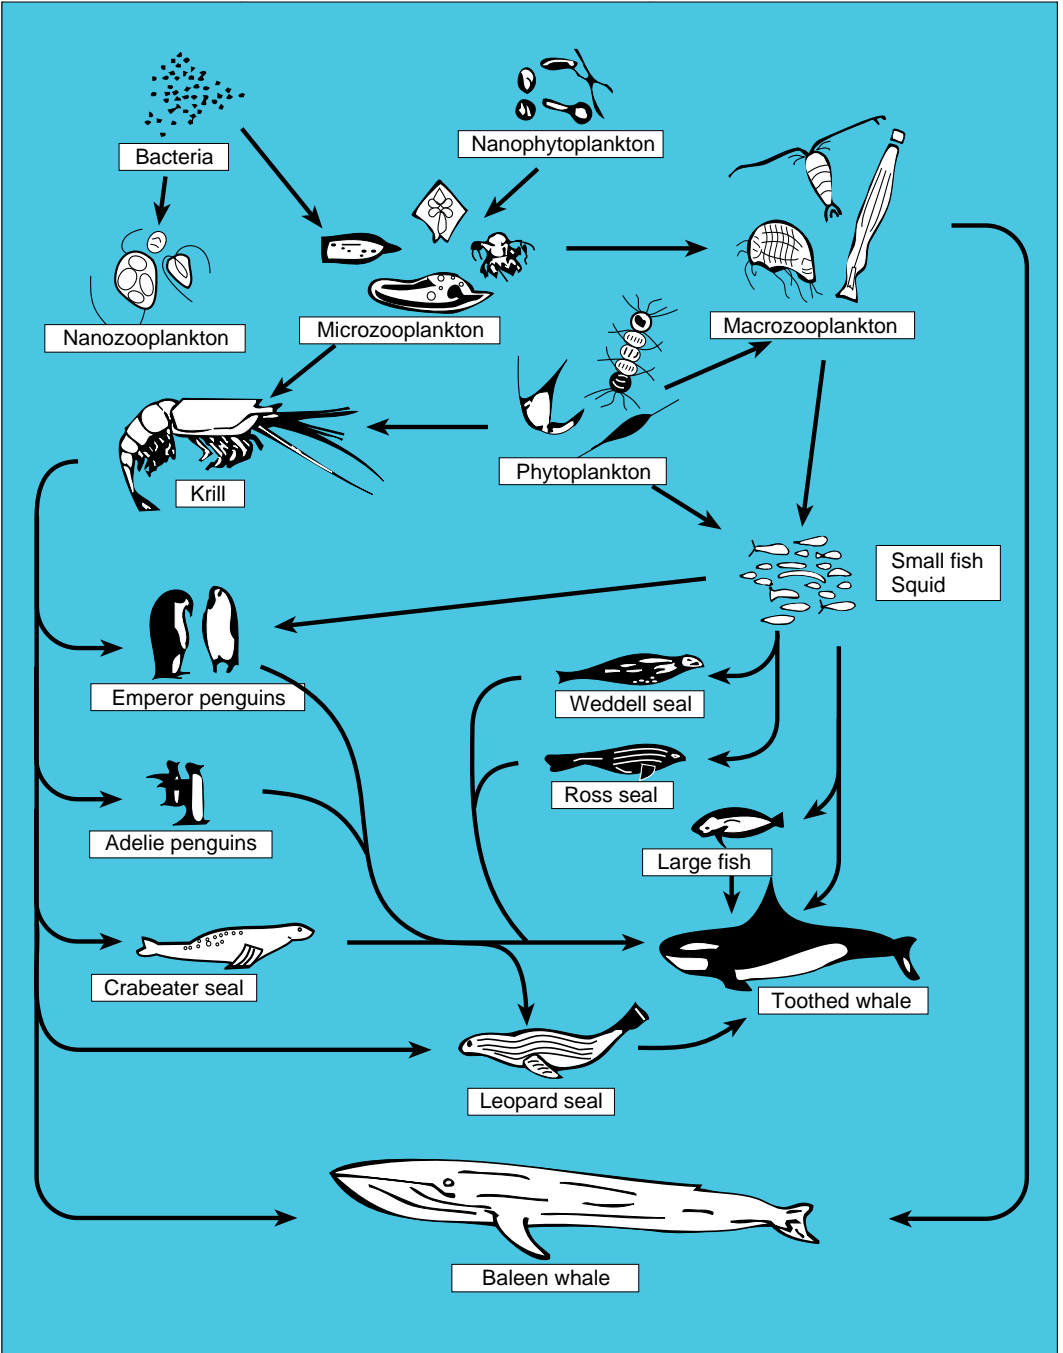 Bacteria
Nanophytoplankton
Nanozooplankton
Microzooplankton
Macrozooplankton
Krill
Phytoplankton
Small fish
Squid
Emperor penguins
Weddell seal
Ross seal
Adelie penguins
Large fish
Crabeater seal
Toothed whale
Leopard seal
Baleen whale